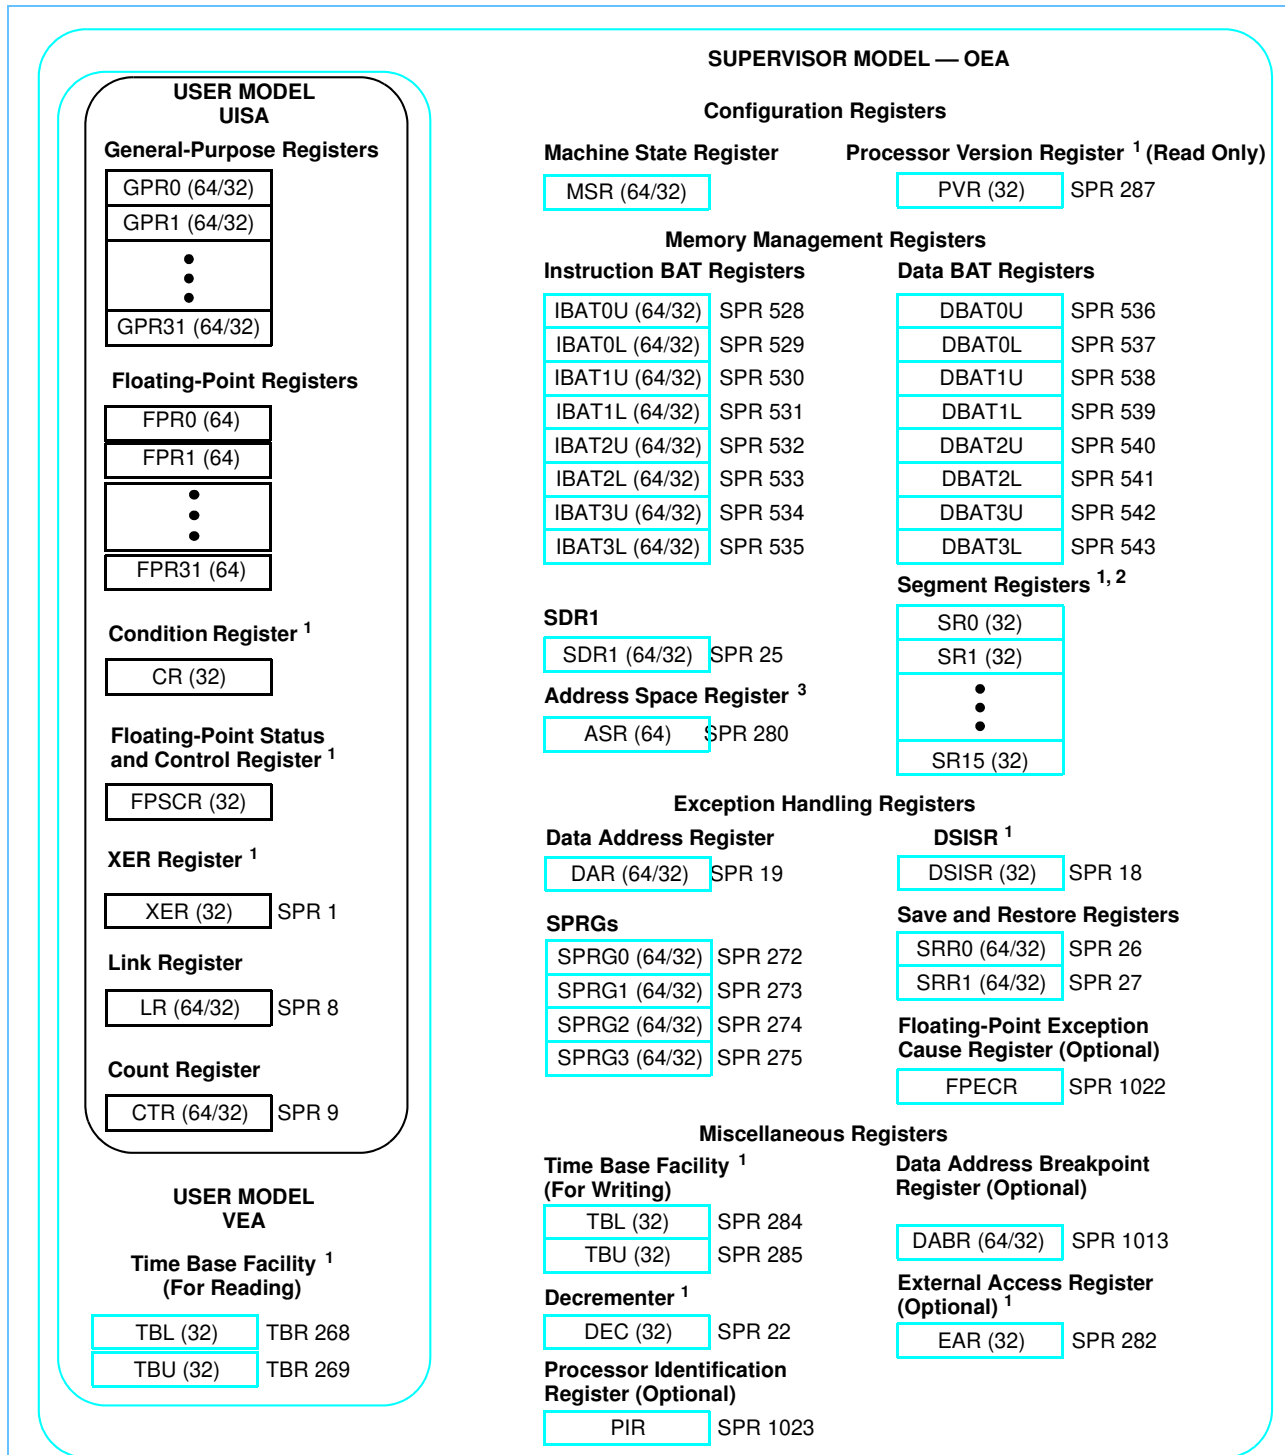 USER MODEL
UISA
General-Purpose Registers
GPR0 (64/32)
GPR1 (64/32)
GPR31 (64/32)
Floating-Point Registers
FPR0 (64)
FPR1 (64)
FPR31 (64)
Condition Register 1
CR (32)
Floating-Point Status
and Control Register 1
FPSCR (32)
XER Register 1
XER (32) SPR 1
Link Register
LR (64/32) SPR 8
Count Register
CTR (64/32) SPR 9
USER MODEL
VEA
Time Base Facility 1
(For Reading)
TBL (32) TBR 268
TBU (32) TBR 269
SUPERVISOR MODEL — OEA
Configuration Registers
Machine State Register
MSR (64/32)
Processor Version Register 1 (Read Only)
PVR (32) SPR 287
Memory Management Registers
Instruction BAT Registers
IBAT0U (64/32) SPR 528
IBAT0L (64/32) SPR 529
IBAT1U (64/32) SPR 530
IBAT1L (64/32) SPR 531
IBAT2U (64/32) SPR 532
IBAT2L (64/32) SPR 533
IBAT3U (64/32) SPR 534
IBAT3L (64/32) SPR 535
Data BAT Registers
DBAT0U SPR 536
DBAT0L SPR 537
DBAT1U SPR 538
DBAT1L SPR 539
DBAT2U SPR 540
DBAT2L SPR 541
DBAT3U SPR 542
DBAT3L SPR 543
SDR1
SDR1 (64/32) SPR 25
Address Space Register 3
ASR (64) SPR 280
Segment Registers 1, 2
SR0 (32)
SR1 (32)
SR15 (32)
Exception Handling Registers
Data Address Register
DAR (64/32) SPR 19
DSISR 1
DSISR (32) SPR 18
SPRGs
SPRG0 (64/32) SPR 272
SPRG1 (64/32) SPR 273
SPRG2 (64/32) SPR 274
SPRG3 (64/32) SPR 275
Save and Restore Registers
SRR0 (64/32) SPR 26
SRR1 (64/32) SPR 27
Floating-Point Exception
Cause Register (Optional)
FPECR SPR 1022
Miscellaneous Registers
Time Base Facility 1
(For Writing)
TBL (32) SPR 284
TBU (32) SPR 285
Data Address Breakpoint
Register (Optional)
DABR (64/32) SPR 1013
Decrementer 1
DEC (32) SPR 22
External Access Register
(Optional) 1
EAR (32) SPR 282
Processor Identification
Register (Optional)
PIR SPR 1023